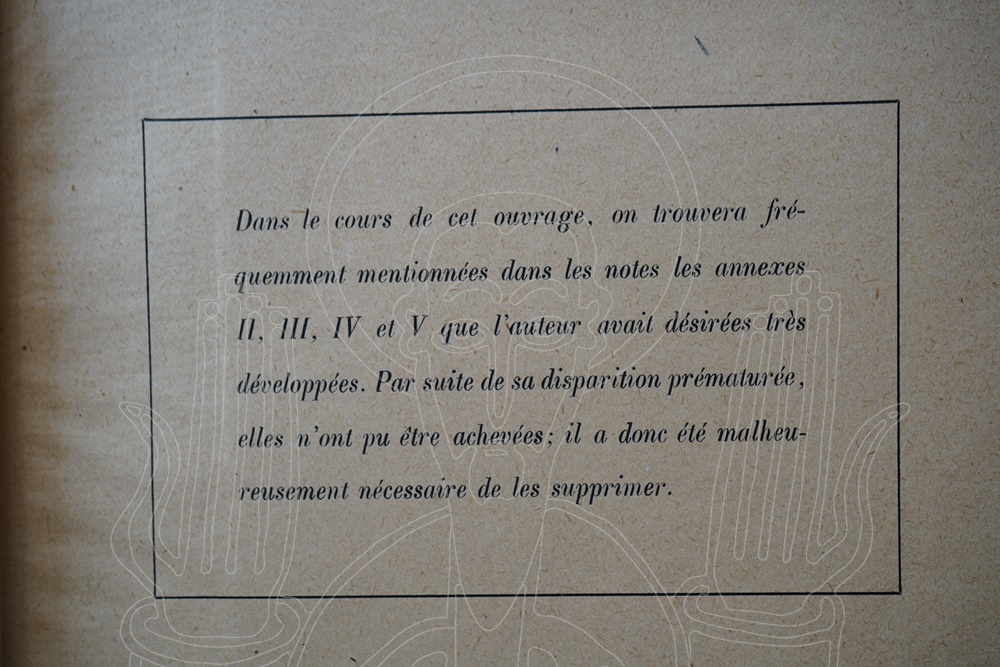 Dans le cours de cet ouvrage, on trouvera fré-
quemment mentionnées dans les notes les annexes
II, III, IV et V que l'auteur avait désirées très
développées. Par suite de sa disparition prématurée,
elles n'ont pu être achevées; il a donc été malheu-
reusement nécessaire de les supprimer.